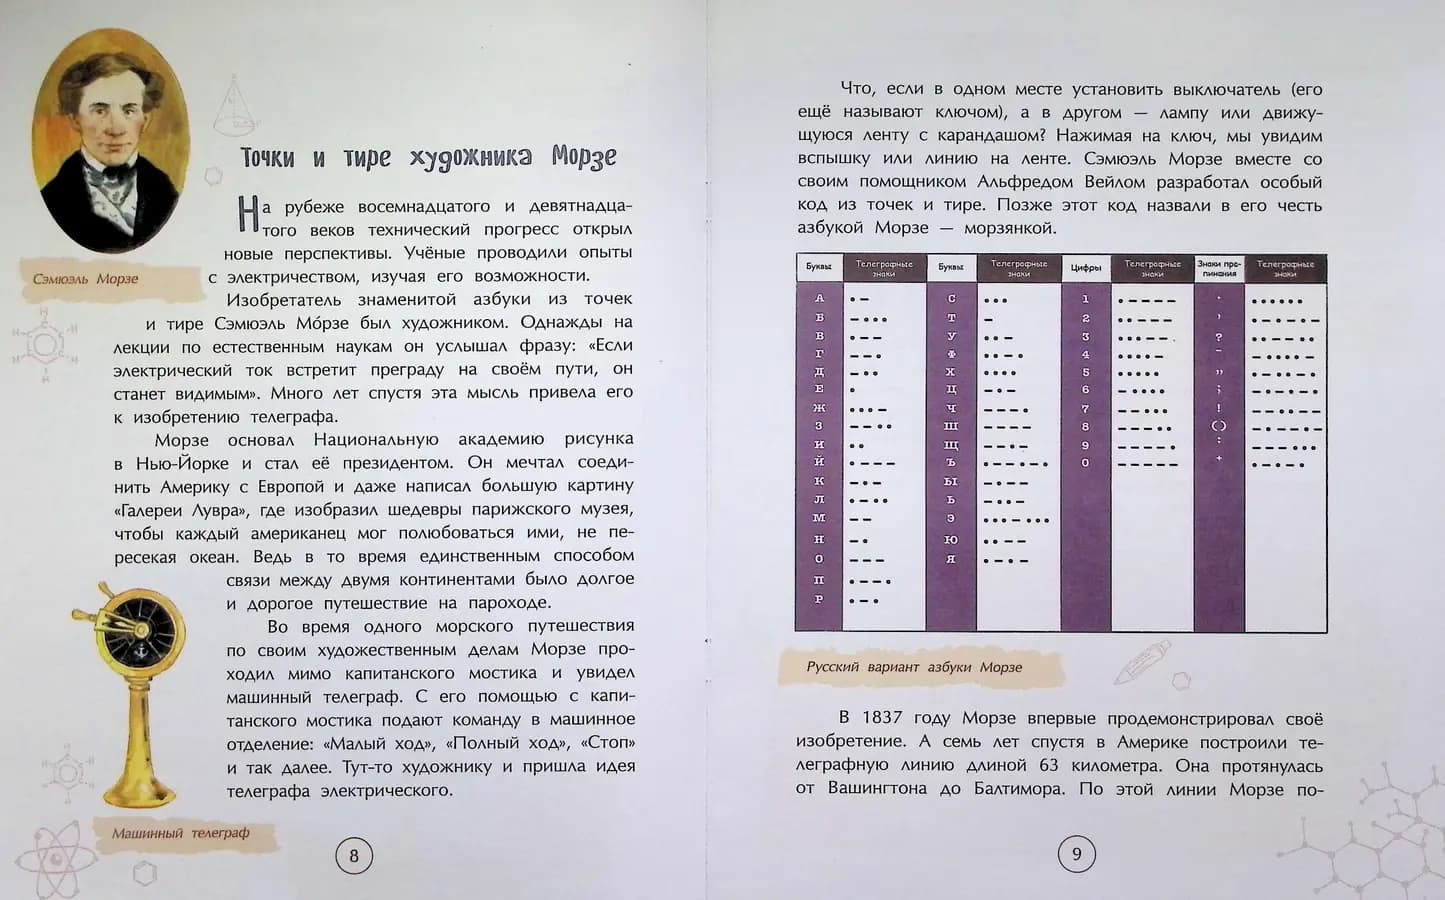 Сэмюэль Морзе
Точки и тире художника Морзе
На рубеже восемнадцатого и девятнадца-
того веков технический прогресс открыл
новые перспективы. Учёные проводили опыты
с электричеством, изучая его возможности.
Изобретатель знаменитой азбуки из точек
и тире Сэмюэль Мо́рзе был художником. Однажды на
лекции по естественным наукам он услышал фразу: «Если
электрический ток встретит преграду на своём пути, он
станет видимым». Много лет спустя эта мысль привела его
к изобретению телеграфа.
Морзе основал Национальную академию рисунка
в Нью-Йорке и стал её президентом. Он мечтал соеди-
нить Америку с Европой и даже написал большую картину
«Галереи Лувра», где изобразил шедевры парижского музея,
чтобы каждый американец мог полюбоваться ими, не пе-
ресекая океан. Ведь в то время единственным способом
связи между двумя континентами было долгое
и дорогое путешествие на пароходе.
Во время одного морского путешествия
по своим художественным делам Морзе про-
ходил мимо капитанского мостика и увидел
машинный телеграф. С его помощью с капи-
танского мостика подают команду в машинное
отделение: «Малый ход», «Полный ход», «Стоп»
и так далее. Тут-то художнику и пришла идея
телеграфа электрического.
Машинный телеграф
8
Что, если в одном месте установить выключатель (его
ещё называют ключом), а в другом — лампу или движу-
щуюся ленту с карандашом? Нажимая на ключ, мы увидим
вспышку или линию на ленте. Сэмюэль Морзе вместе со
своим помощником Альфредом Вейлом разработал особый
код из точек и тире. Позже этот код назвали в его честь
азбукой Морзе — морзянкой.
Буквы Телеграфные знаки Буквы Телеграфные знаки Цифры Телеграфные знаки Знаки пре-пинания Телеграфные знаки
А •– С ••• 1 •–––– . ••••••
Б –••• Т – 2 ••––– , •–•–•–
В •–– У ••– 3 •••–– ? ••––••
Г ––• Ф ••–• 4 ••••– - –••••–
Д –•• Х •••• 5 ••••• „ •–••–•
Е • Ц –•–• 6 –•••• ; –•–•–•
Ж •••– Ч –––• 7 ––••• ! ––••––
З ––•• Ш –––– 8 –––•• () –•––•–
И •• Щ ––•– 9 ––––• : –––•••
Й •––– Ъ •––•–• 0 ––––– + •–•–•
К –•– Ы –•––
Л •–•• Ь –••–
М –– Э •••–•••
Н –• Ю ••––
О ––– Я •–•–
П •––•
Р •–•
Русский вариант азбуки Морзе
В 1837 году Морзе впервые продемонстрировал своё
изобретение. А семь лет спустя в Америке построили те-
леграфную линию длиной 63 километра. Она протянулась
от Вашингтона до Балтимора. По этой линии Морзе по-
9